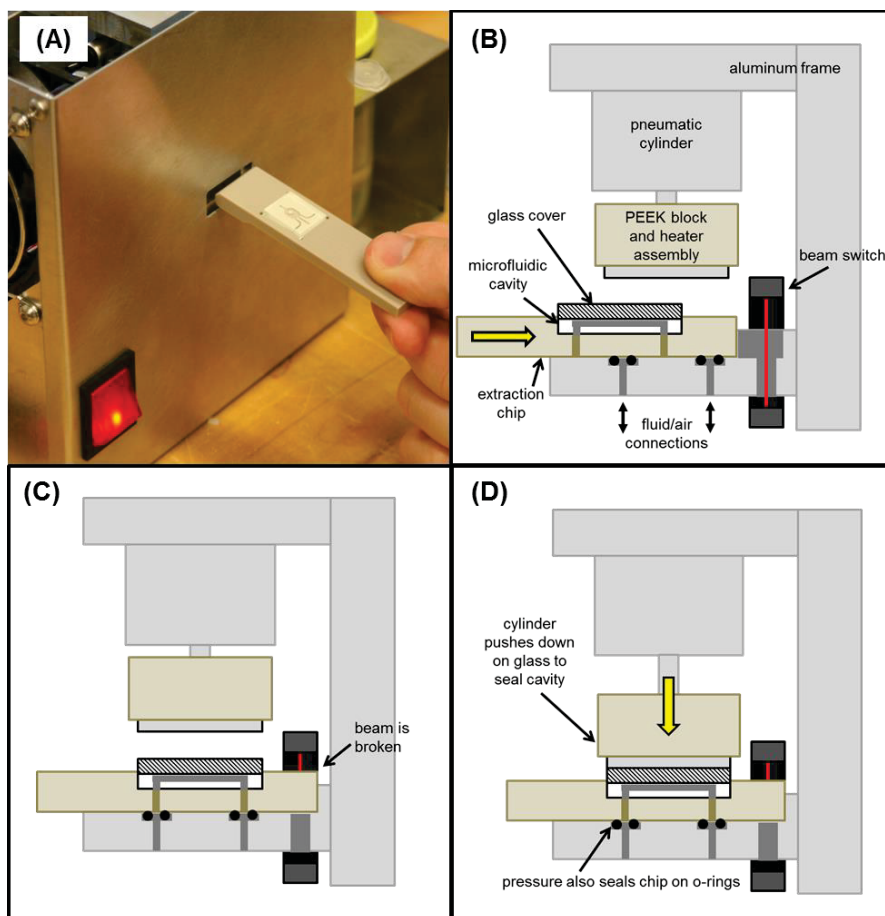 (A)
(B)
aluminum frame
pneumatic
cylinder
glass cover
PEEK block
and heater
assembly
microfluidic
cavity
beam switch
extraction
chip
fluid/air
connections
(C)
beam is
broken
(D)
cylinder
pushes down
on glass to
seal cavity
pressure also seals chip on o-rings